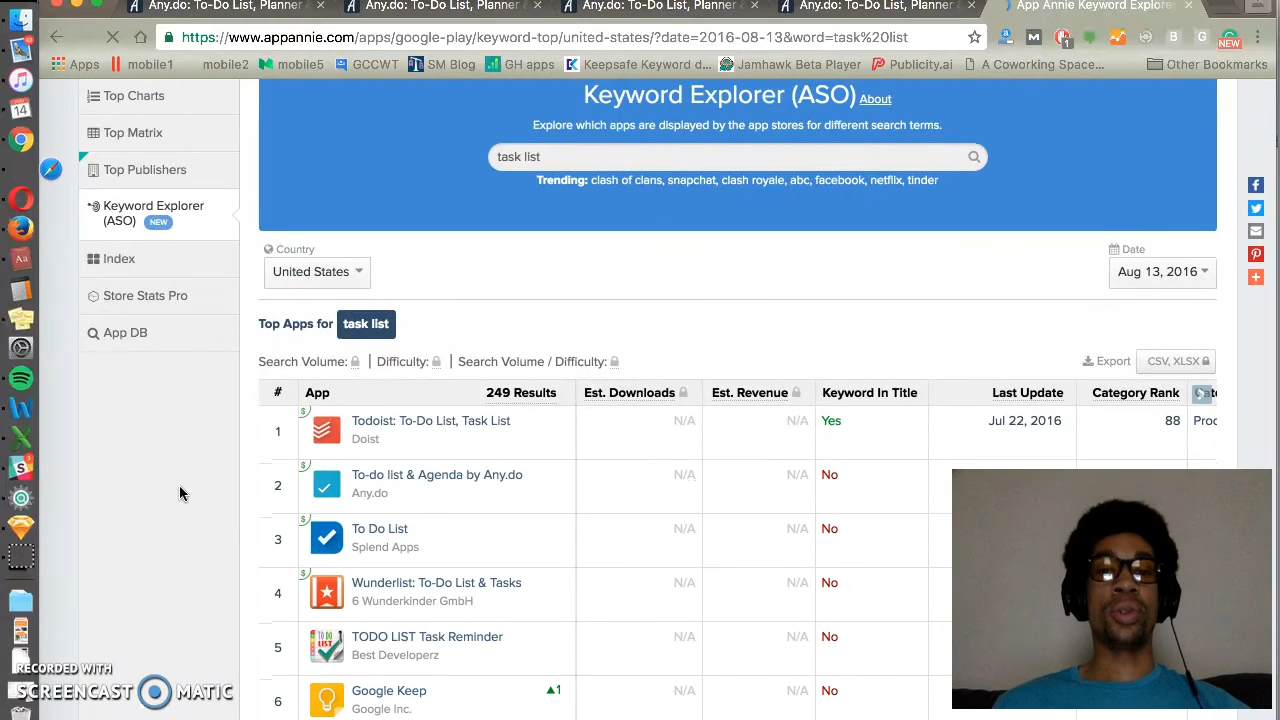 Any.do: To-Do List, Planner × Any.do: To-Do List, Planner × Any.do: To-Do List, Planner × Any.do: To-Do List, Planner × App Annie Keyword Explorer ×
https://www.appannie.com/apps/google-play/keyword-top/united-states/?date=2016-08-13&word=task%20list
NEW
Apps mobile1 mobile2 mobile5 GCCWT SM Blog GH apps Keepsafe Keyword d... Jamhawk Beta Player Publicity.ai A Coworking Space... Other Bookmarks
Top Charts
Top Matrix
Top Publishers
Keyword Explorer
(ASO) NEW
Index
Store Stats Pro
App DB
Keyword Explorer (ASO) About
Explore which apps are displayed by the app stores for different search terms.
task list
Trending: clash of clans, snapchat, clash royale, abc, facebook, netflix, tinder
Country
United States
Date
Aug 13, 2016
Top Apps for task list
Search Volume: | Difficulty: | Search Volume / Difficulty:
Export CSV, XLSX
# App 249 Results Est. Downloads Est. Revenue Keyword In Title Last Update Category Rank
1 Todoist: To-Do List, Task List N/A N/A Yes Jul 22, 2016 88 Proc
Doist
2 To-do list & Agenda by Any.do N/A N/A No
Any.do
3 To Do List N/A N/A No
Splend Apps
4 Wunderlist: To-Do List & Tasks N/A N/A No
6 Wunderkinder GmbH
5 TODO LIST Task Reminder N/A N/A No
Best Developerz
6 Google Keep ▲1 N/A N/A No
Google Inc.
RECORDED WITH
SCREENCAST MATIC